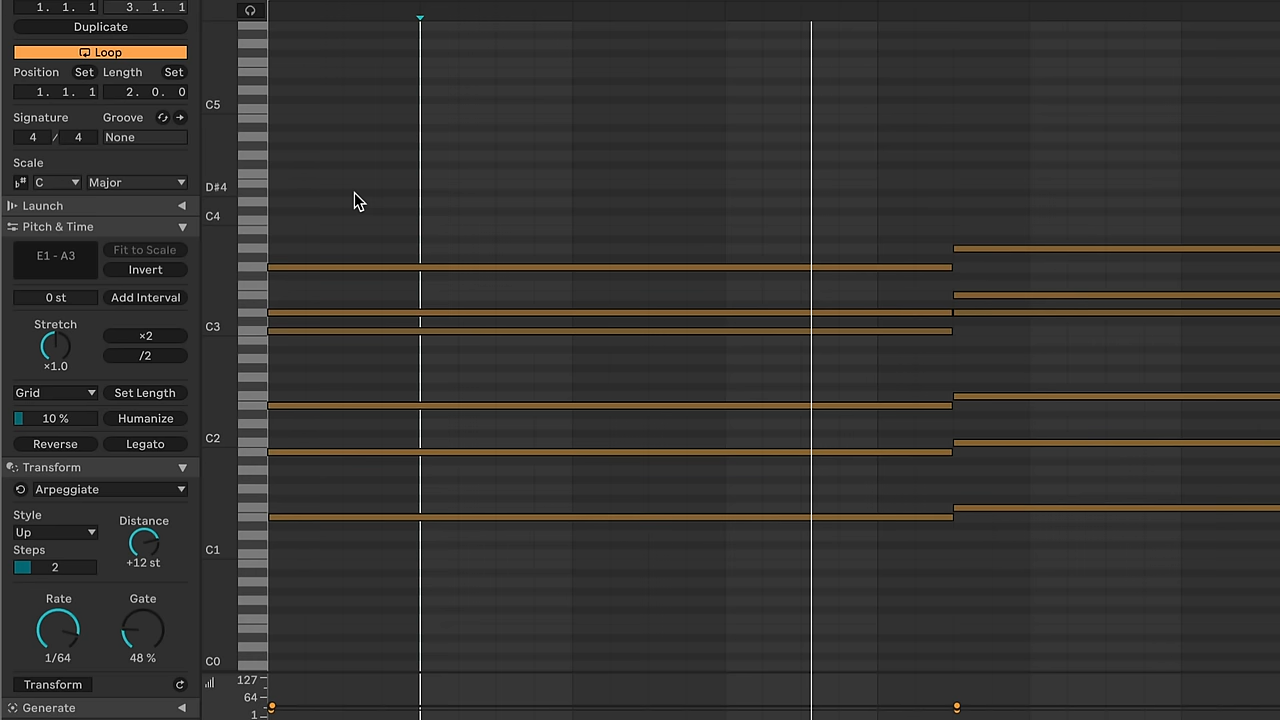 1. 1. 1 3. 1. 1
Duplicate
Loop
Position Set Length Set
1. 1. 1 2. 0. 0
Signature Groove
4 / 4 None
Scale
C Major
Launch
Pitch & Time
E1 - A3 Fit to Scale
Invert
0 st Add Interval
Stretch
×2
/2
×1.0
Grid Set Length
10 % Humanize
Reverse Legato
Transform
Arpeggiate
Style
Up
Distance
Steps
2
+12 st
Rate Gate
1/64 48 %
Transform
Generate
C5
D#4
C4
C3
C2
C1
C0
127
64
1